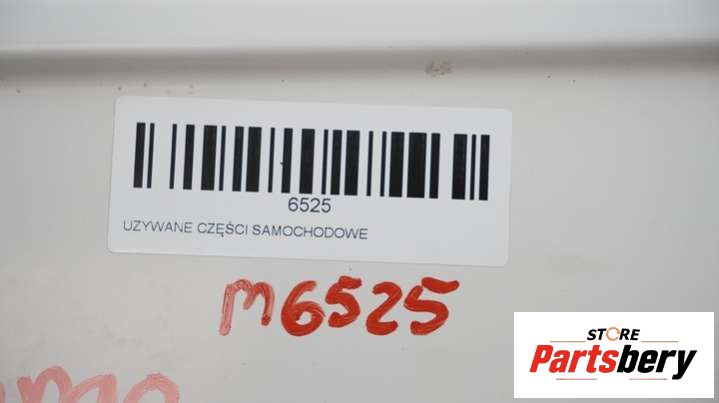 6525
UZYWANE CZĘŚCI SAMOCHODOWE
M6525
STORE
Partsbery